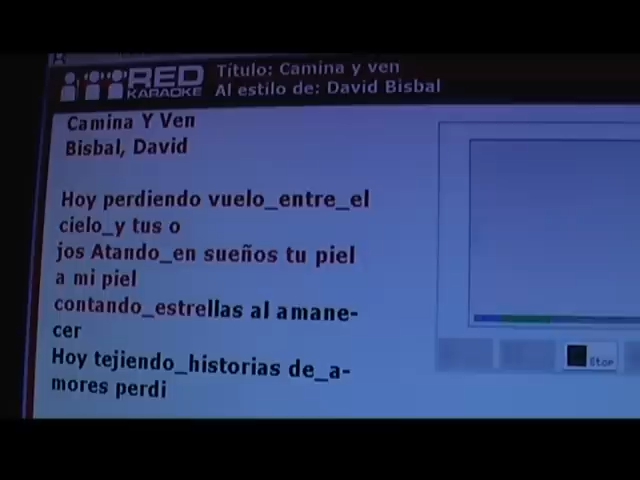 RED
KARAOKE
Título: Camina y ven
Al estilo de: David Bisbal
Camina Y Ven
Bisbal, David
Hoy perdiendo vuelo_entre_el
cielo_y tus o
jos Atando_en sueños tu piel
a mi piel
contando_estrellas al amane-
cer
Hoy tejiendo_historias de_a-
mores perdi
Stop